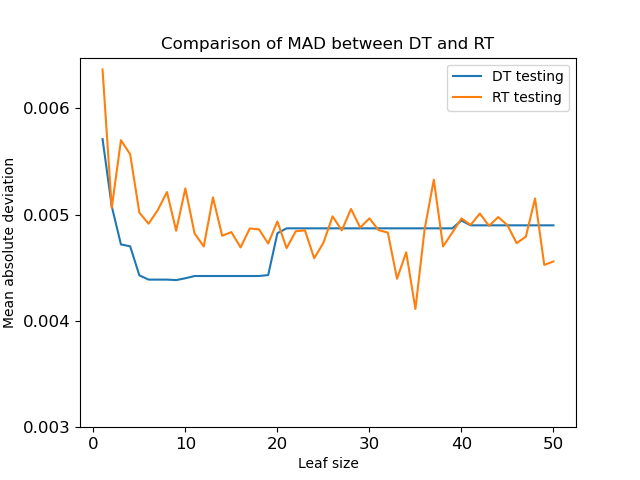 Comparison of MAD between DT and RT
DT testing
RT testing
Mean absolute deviation
0.006
0.005
0.004
0.003
0 10 20 30 40 50
Leaf size